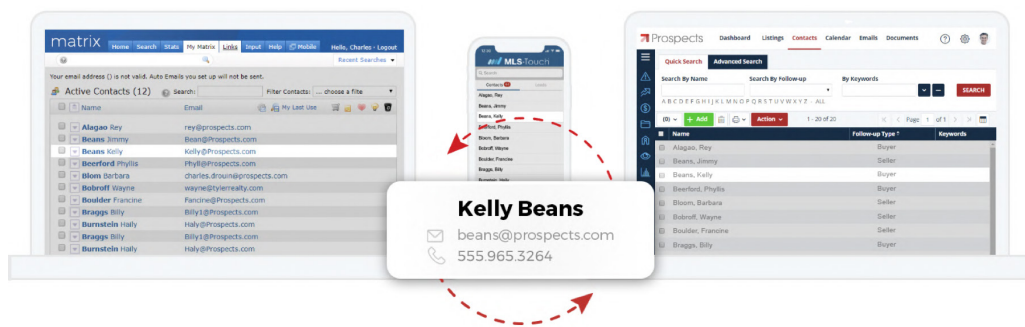 matrix
Home Search Stats My Matrix Links Input Help Mobile Hello, Charles - Logout
Recent Searches
Your email address () is not valid. Auto Emails you set up will not be sent.
Active Contacts (12) Search: Filter Contacts: ... choose a filte
Name Email My Last Use
Alagao Rey rey@prospects.com
Beans Jimmy Bean@Prospects.com
Beans Kelly Kelly@Prospects.com
Beerford Phyllis Phyll@Prospects.com
Blom Barbara charles.drouin@prospects.com
Bobroff Wayne wayne@tylerrealty.com
Boulder Francine Fancine@Prospects.com
Braggs Billy Billy1@Prospects.com
Burnstein Haily Haly@Prospects.com
Braggs Billy Billy1@Prospects.com
Burnstein Haily Haly@Prospects.com
MLS-Touch
Search
Contacts
Alagao, Rey
Beans, Jimmy
Beans, Kelly
Beerford, Phyllis
Bloom, Barbara
Bobroff, Wayne
Boulder, Francine
Braggs, Billy
Burnstein, Haily
Kelly Beans
beans@prospects.com
555.965.3264
Prospects Dashboard Listings Contacts Calendar Emails Documents
Quick Search Advanced Search
Search By Name Search By Follow-up By Keywords
SEARCH
A B C D E F G H I J K L M N O P Q R S T U V W X Y Z - ALL
(0) + Add Action 1 - 20 of 20 Page 1 of 1
Name Follow-up Type Keywords
Alagao, Rey Buyer
Beans, Jimmy Seller
Beans, Kelly Buyer
Beerford, Phyllis Buyer
Bloom, Barbara Seller
Bobroff, Wayne Seller
Boulder, Francine Seller
Braggs, Billy Buyer